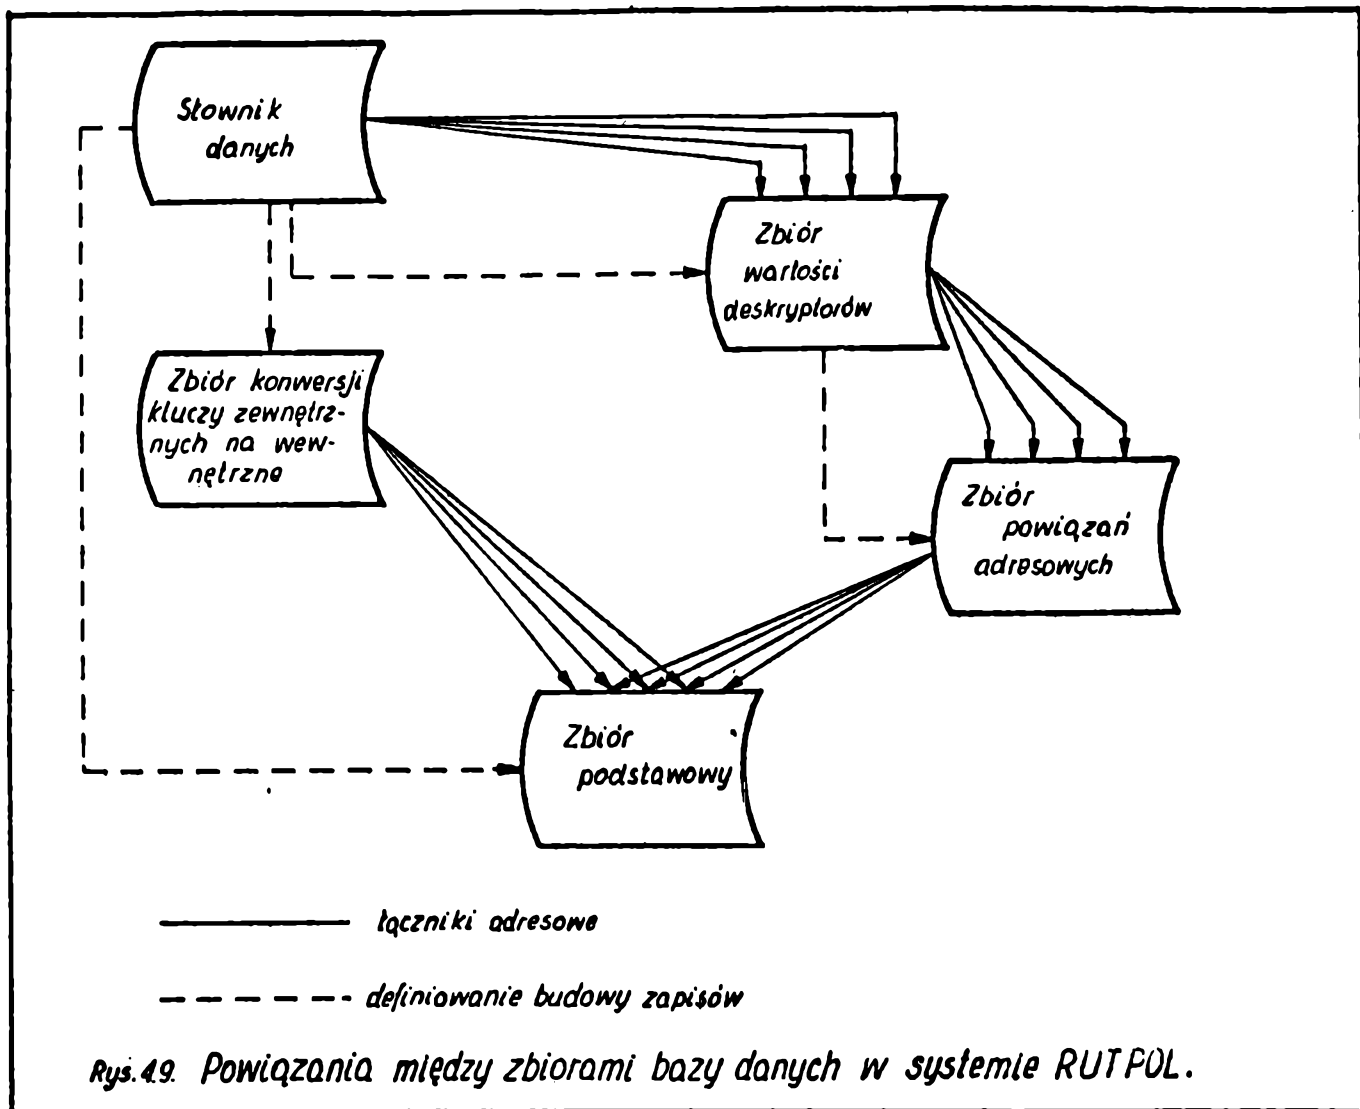 Słownik
danych
Zbiór
wartości
deskryptorów
Zbiór konwersji
kluczy zewnętrz-
nych na wew-
nętrzne
Zbiór
powiązań
adresowych
Zbiór
podstawowy
łączniki adresowe
definiowanie budowy zapisów
Rys.4.9. Powiązania między zbiorami bazy danych w systemie RUTPOL.